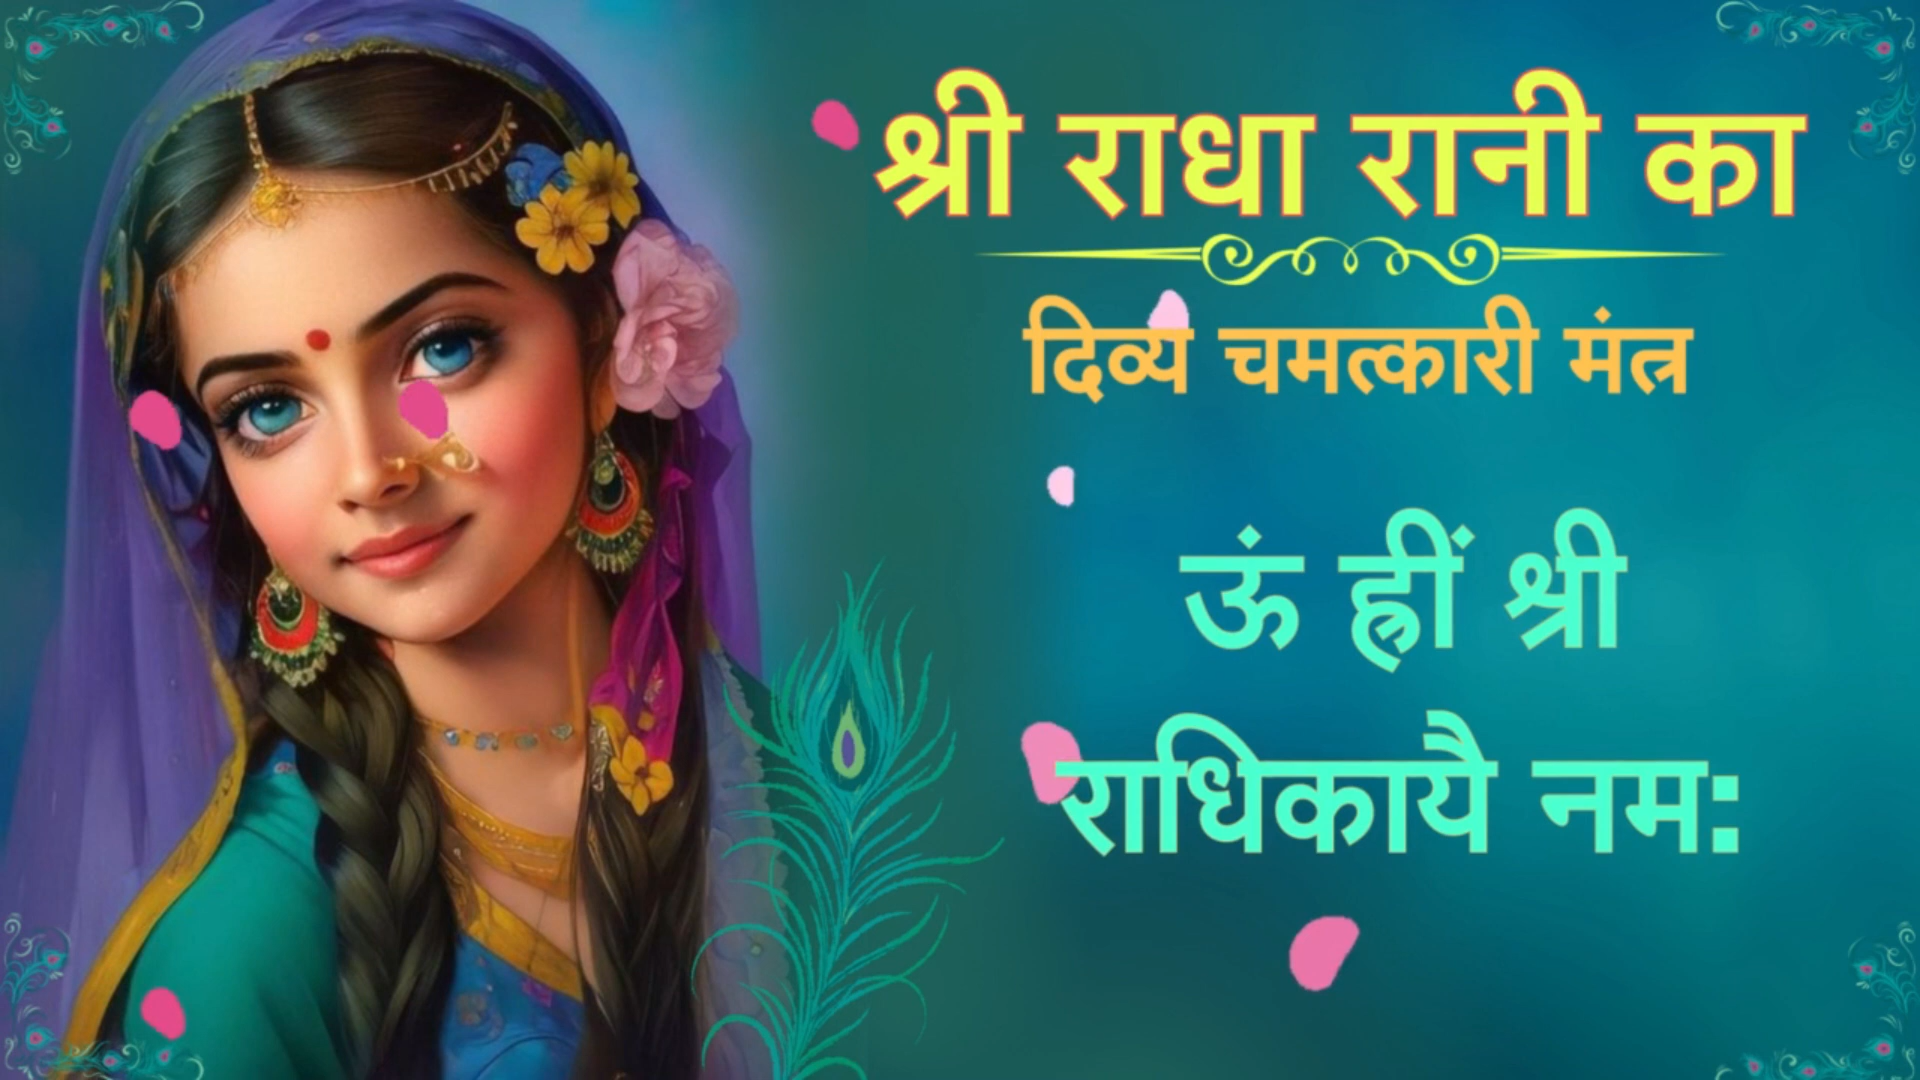 श्री राधा रानी का
दिव्य चमत्कारी मंत्र
ऊं ह्रीं श्री
राधिकायै नम: